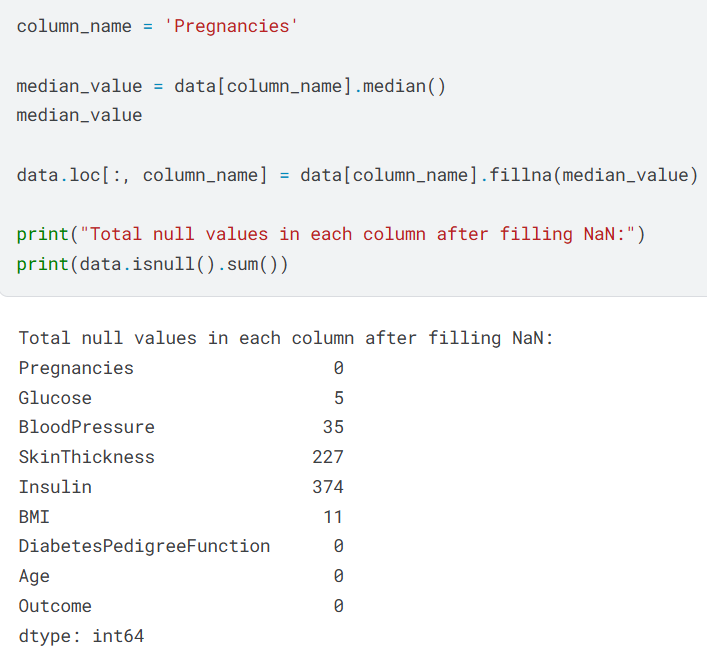 column_name = 'Pregnancies'
median_value = data[column_name].median()
median_value
data.loc[:, column_name] = data[column_name].fillna(median_value)
print("Total null values in each column after filling NaN:")
print(data.isnull().sum())
Total null values in each column after filling NaN:
Pregnancies 0
Glucose 5
BloodPressure 35
SkinThickness 227
Insulin 374
BMI 11
DiabetesPedigreeFunction 0
Age 0
Outcome 0
dtype: int64